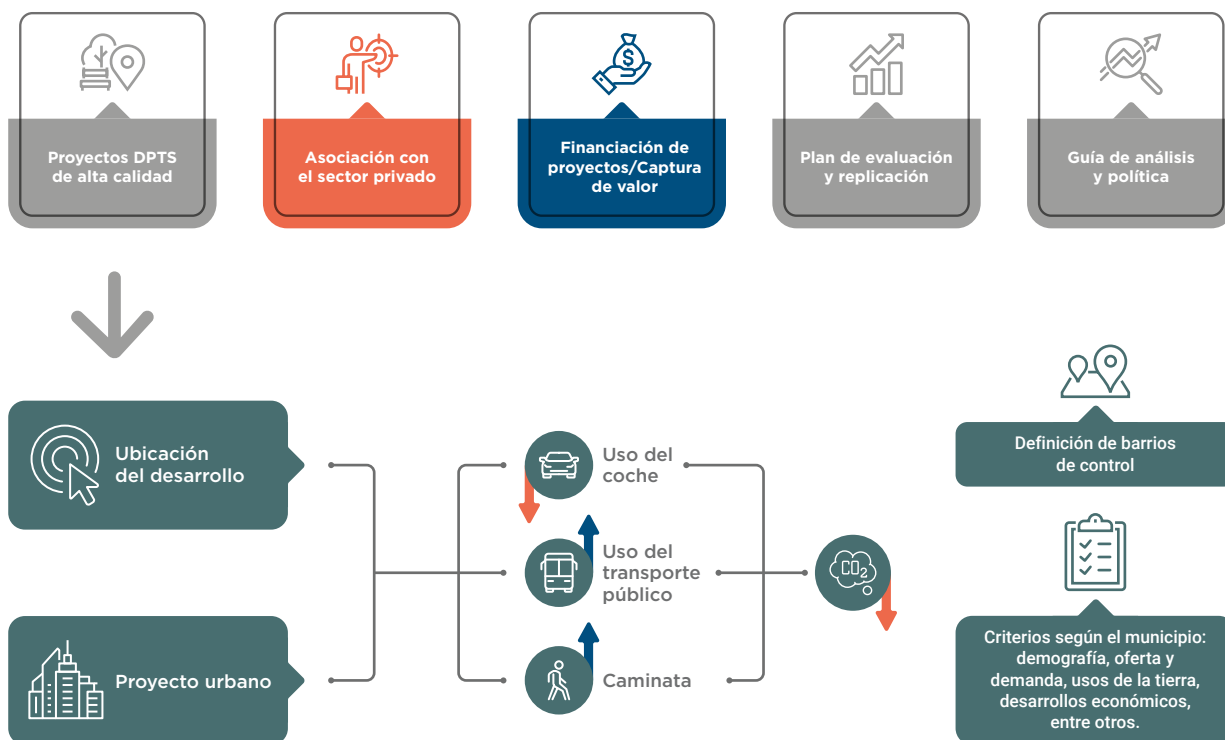 $
Proyectos DPTS
de alta calidad
Asociación con
el sector privado
Financiación de
proyectos/Captura
de valor
Plan de evaluación
y replicación
Guía de análisis
y política
Ubicación
del desarrollo
Proyecto urbano
Uso del
coche
Uso del
transporte
público
Caminata
CO₂
Definición de barrios
de control
Criterios según el municipio:
demografía, oferta y
demanda, usos de la tierra,
desarrollos económicos,
entre otros.